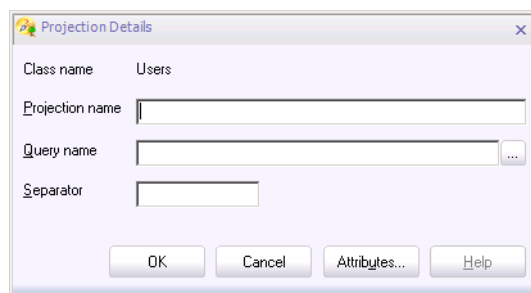 Projection Details
Class name Users
Projection name
Query name ...
Separator
OK Cancel Attributes... Help